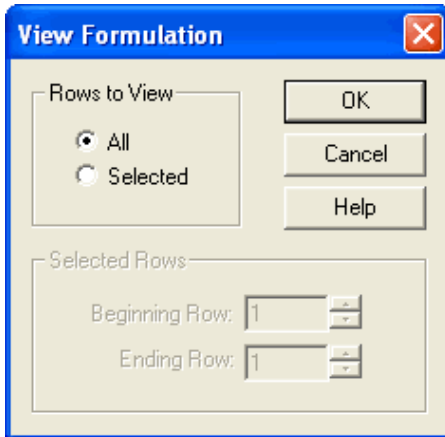 View Formulation
Rows to View
All
Selected
OK
Cancel
Help
Selected Rows
Beginning Row: 1
Ending Row: 1